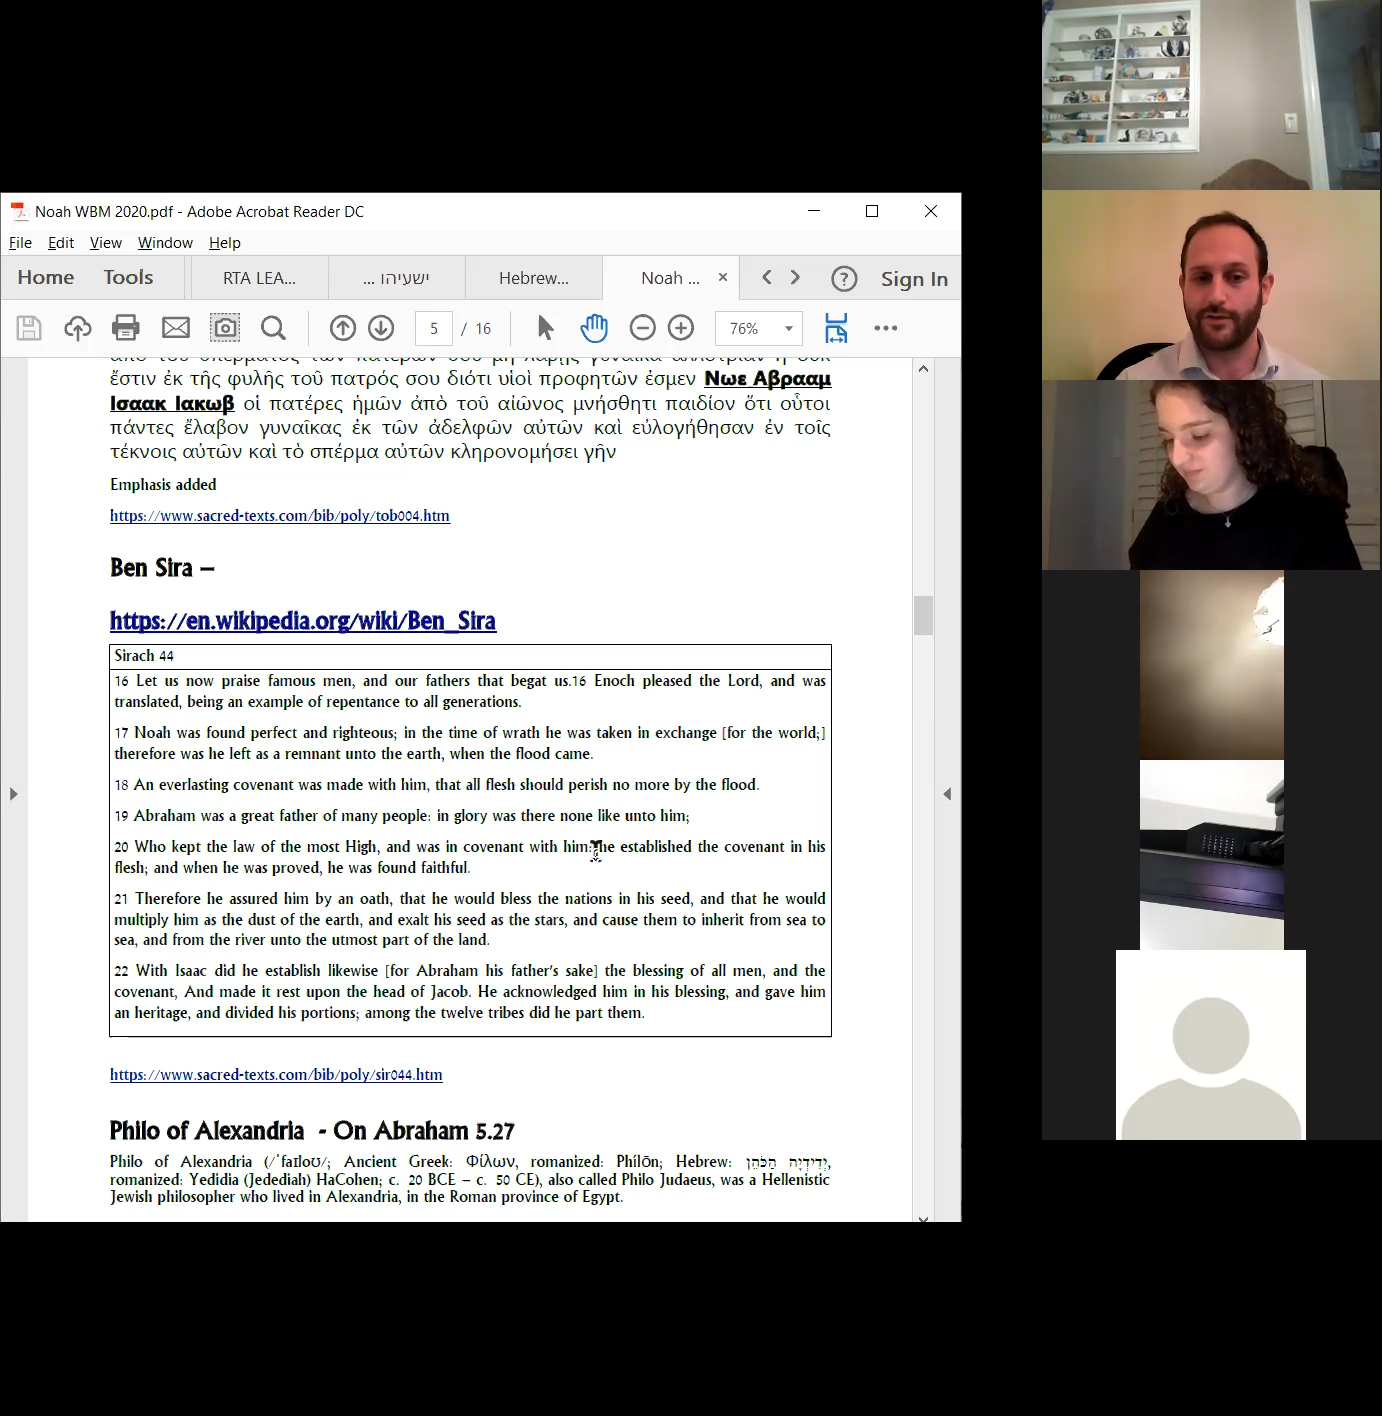 Noah WBM 2020.pdf - Adobe Acrobat Reader DC
File Edit View Window Help
Home Tools RTA LEA... ישעיהו ... Hebrew... Noah ... × Sign In
5 / 16 76%
ἔστιν ἐκ τῆς φυλῆς τοῦ πατρός σου διότι υἱοὶ προφητῶν ἐσμεν Νωε Αβρααμ
Ισαακ Ιακωβ οἱ πατέρες ἡμῶν ἀπὸ τοῦ αἰῶνος μνήσθητι παιδίον ὅτι οὗτοι
πάντες ἔλαβον γυναῖκας ἐκ τῶν ἀδελφῶν αὐτῶν καὶ εὐλογήθησαν ἐν τοῖς
τέκνοις αὐτῶν καὶ τὸ σπέρμα αὐτῶν κληρονομήσει γῆν
Emphasis added
https://www.sacred-texts.com/bib/poly/tob004.htm
Ben Sira –
https://en.wikipedia.org/wiki/Ben_Sira
Sirach 44
16 Let us now praise famous men, and our fathers that begat us.16 Enoch pleased the Lord, and was
translated, being an example of repentance to all generations.
17 Noah was found perfect and righteous; in the time of wrath he was taken in exchange [for the world;]
therefore was he left as a remnant unto the earth, when the flood came.
18 An everlasting covenant was made with him, that all flesh should perish no more by the flood.
19 Abraham was a great father of many people: in glory was there none like unto him;
20 Who kept the law of the most High, and was in covenant with him: he established the covenant in his
flesh; and when he was proved, he was found faithful.
21 Therefore he assured him by an oath, that he would bless the nations in his seed, and that he would
multiply him as the dust of the earth, and exalt his seed as the stars, and cause them to inherit from sea to
sea, and from the river unto the utmost part of the land.
22 With Isaac did he establish likewise [for Abraham his father's sake] the blessing of all men, and the
covenant, And made it rest upon the head of Jacob. He acknowledged him in his blessing, and gave him
an heritage, and divided his portions; among the twelve tribes did he part them.
https://www.sacred-texts.com/bib/poly/sir044.htm
Philo of Alexandria - On Abraham 5.27
Philo of Alexandria (/ˈfaɪloʊ/; Ancient Greek: Φίλων, romanized: Phílōn; Hebrew: יְדִידְיָה הַכֹּהֵן,
romanized: Yedidia (Jedediah) HaCohen; c. 20 BCE – c. 50 CE), also called Philo Judaeus, was a Hellenistic
Jewish philosopher who lived in Alexandria, in the Roman province of Egypt.